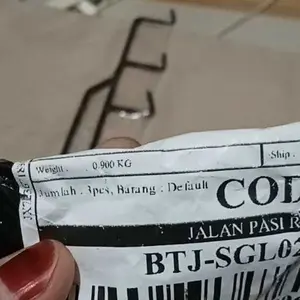 Weight : 0.900 KG
Ship.
Jumlah : 3pcs, Barang : Default
COD
JALAN PASI R
BTJ-SGL02